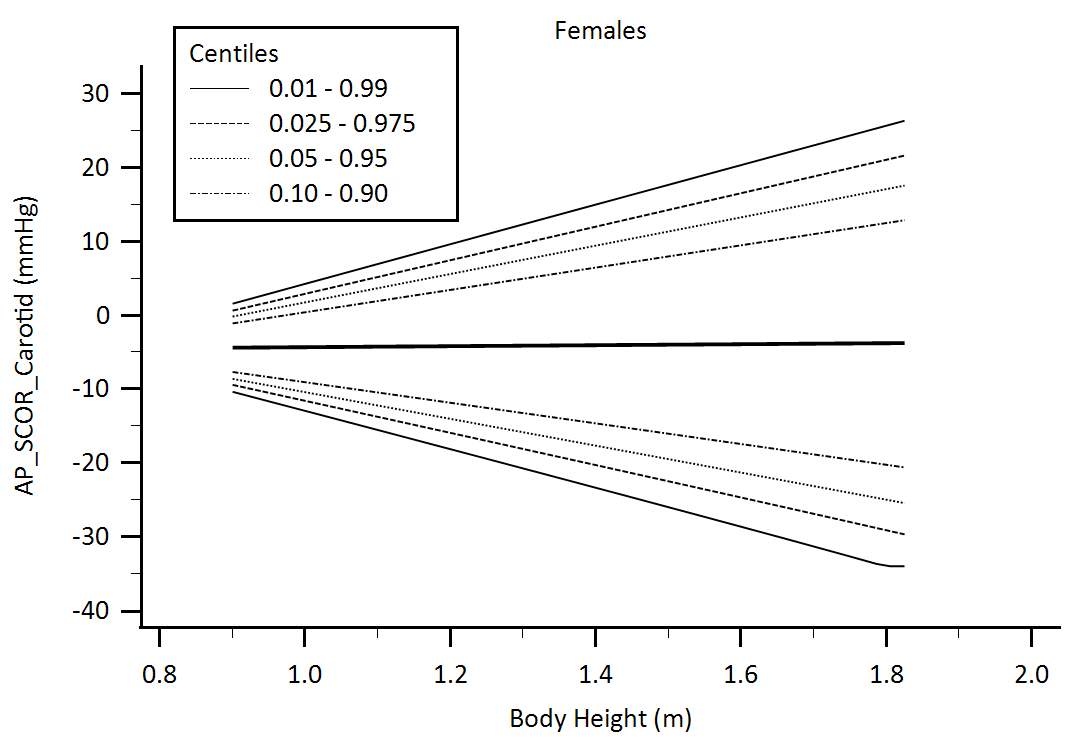 Females
Centiles
0.01 - 0.99
0.025 - 0.975
0.05 - 0.95
0.10 - 0.90
AP_SCOR_Carotid (mmHg)
30
20
10
0
-10
-20
-30
-40
0.8 1.0 1.2 1.4 1.6 1.8 2.0
Body Height (m)